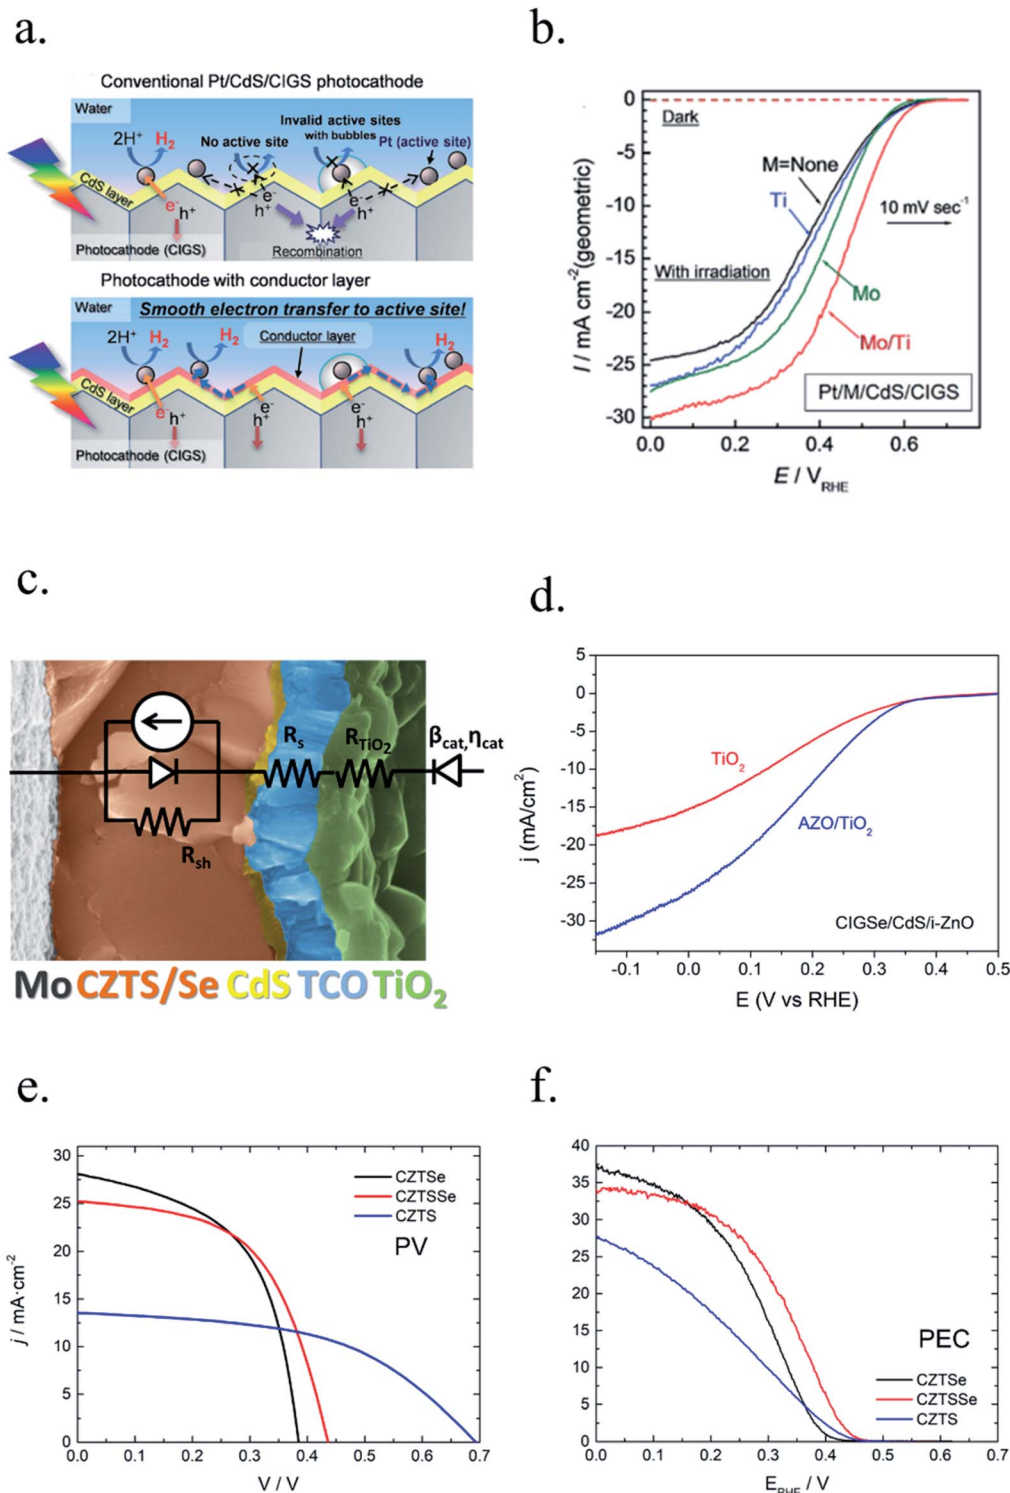 a.
Conventional Pt/CdS/CIGS photocathode
Water
2H⁺
H₂
No active site
Invalid active sites
with bubbles
Pt (active site)
CdS layer
e⁻
h⁺
e⁻
h⁺
e⁻
h⁺
Photocathode (CIGS)
Recombination
Photocathode with conductor layer
Water
Smooth electron transfer to active site!
2H⁺
H₂
H₂
Conductor layer
H₂
CdS layer
e⁻
h⁺
e⁻
h⁺
e⁻
h⁺
Photocathode (CIGS)
b.
0
-5
-10
-15
-20
-25
-30
I / mA cm⁻²(geometric)
Dark
M=None
Ti
10 mV sec⁻¹
With irradiation
Mo
Mo/Ti
Pt/M/CdS/CIGS
0.0 0.2 0.4 0.6
E / V_RHE
c.
R_s
R_TiO₂
β_cat,η_cat
R_sh
Mo CZTS/Se CdS TCO TiO₂
d.
5
0
-5
-10
-15
-20
-25
-30
j (mA/cm²)
TiO₂
AZO/TiO₂
CIGSe/CdS/i-ZnO
-0.1 0.0 0.1 0.2 0.3 0.4 0.5
E (V vs RHE)
e.
30
25
20
15
10
5
0
j / mA·cm⁻²
CZTSe
CZTSSe
CZTS
PV
0.0 0.1 0.2 0.3 0.4 0.5 0.6 0.7
V / V
f.
40
35
30
25
20
15
10
5
0
PEC
CZTSe
CZTSSe
CZTS
0.0 0.1 0.2 0.3 0.4 0.5 0.6 0.7
E_RHE / V